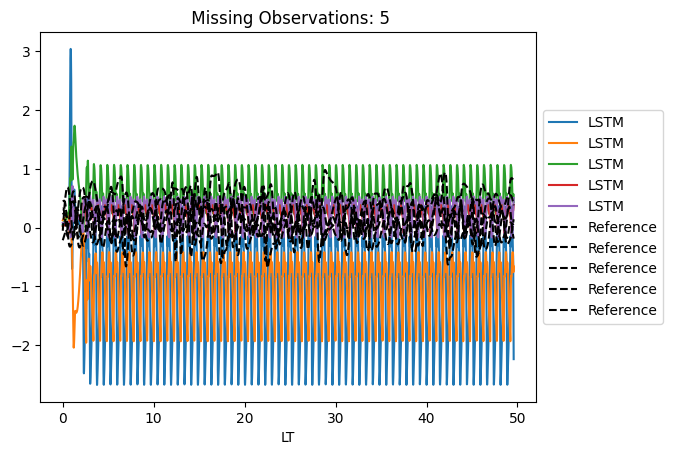 Missing Observations: 5
3
2
1
0
−1
−2
0
10
20
30
40
50
LT
LSTM
LSTM
LSTM
LSTM
LSTM
Reference
Reference
Reference
Reference
Reference